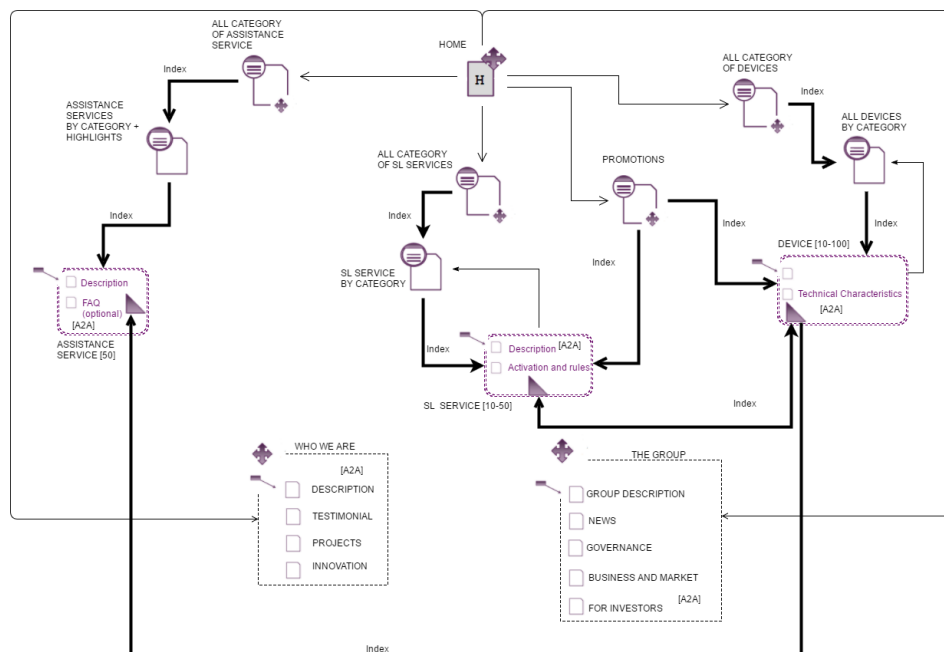 ALL CATEGORY
OF ASSISTANCE
SERVICE
HOME
H
ALL CATEGORY
OF DEVICES
Index
Index
ASSISTANCE
SERVICES
BY CATEGORY +
HIGHLIGHTS
ALL DEVICES
BY CATEGORY
ALL CATEGORY
OF SL SERVICES
PROMOTIONS
Index
Index
Index
Index
DEVICE [10-100]
SL SERVICE
BY CATEGORY
Index
Description
FAQ
(optional)
[A2A]
ASSISTANCE
SERVICE [50]
Technical Characteristics
[A2A]
Index
Description
[A2A]
Activation and rules
SL SERVICE [10-50]
Index
WHO WE ARE
[A2A]
DESCRIPTION
TESTIMONIAL
PROJECTS
INNOVATION
THE GROUP
GROUP DESCRIPTION
NEWS
GOVERNANCE
BUSINESS AND MARKET
FOR INVESTORS
[A2A]
Index